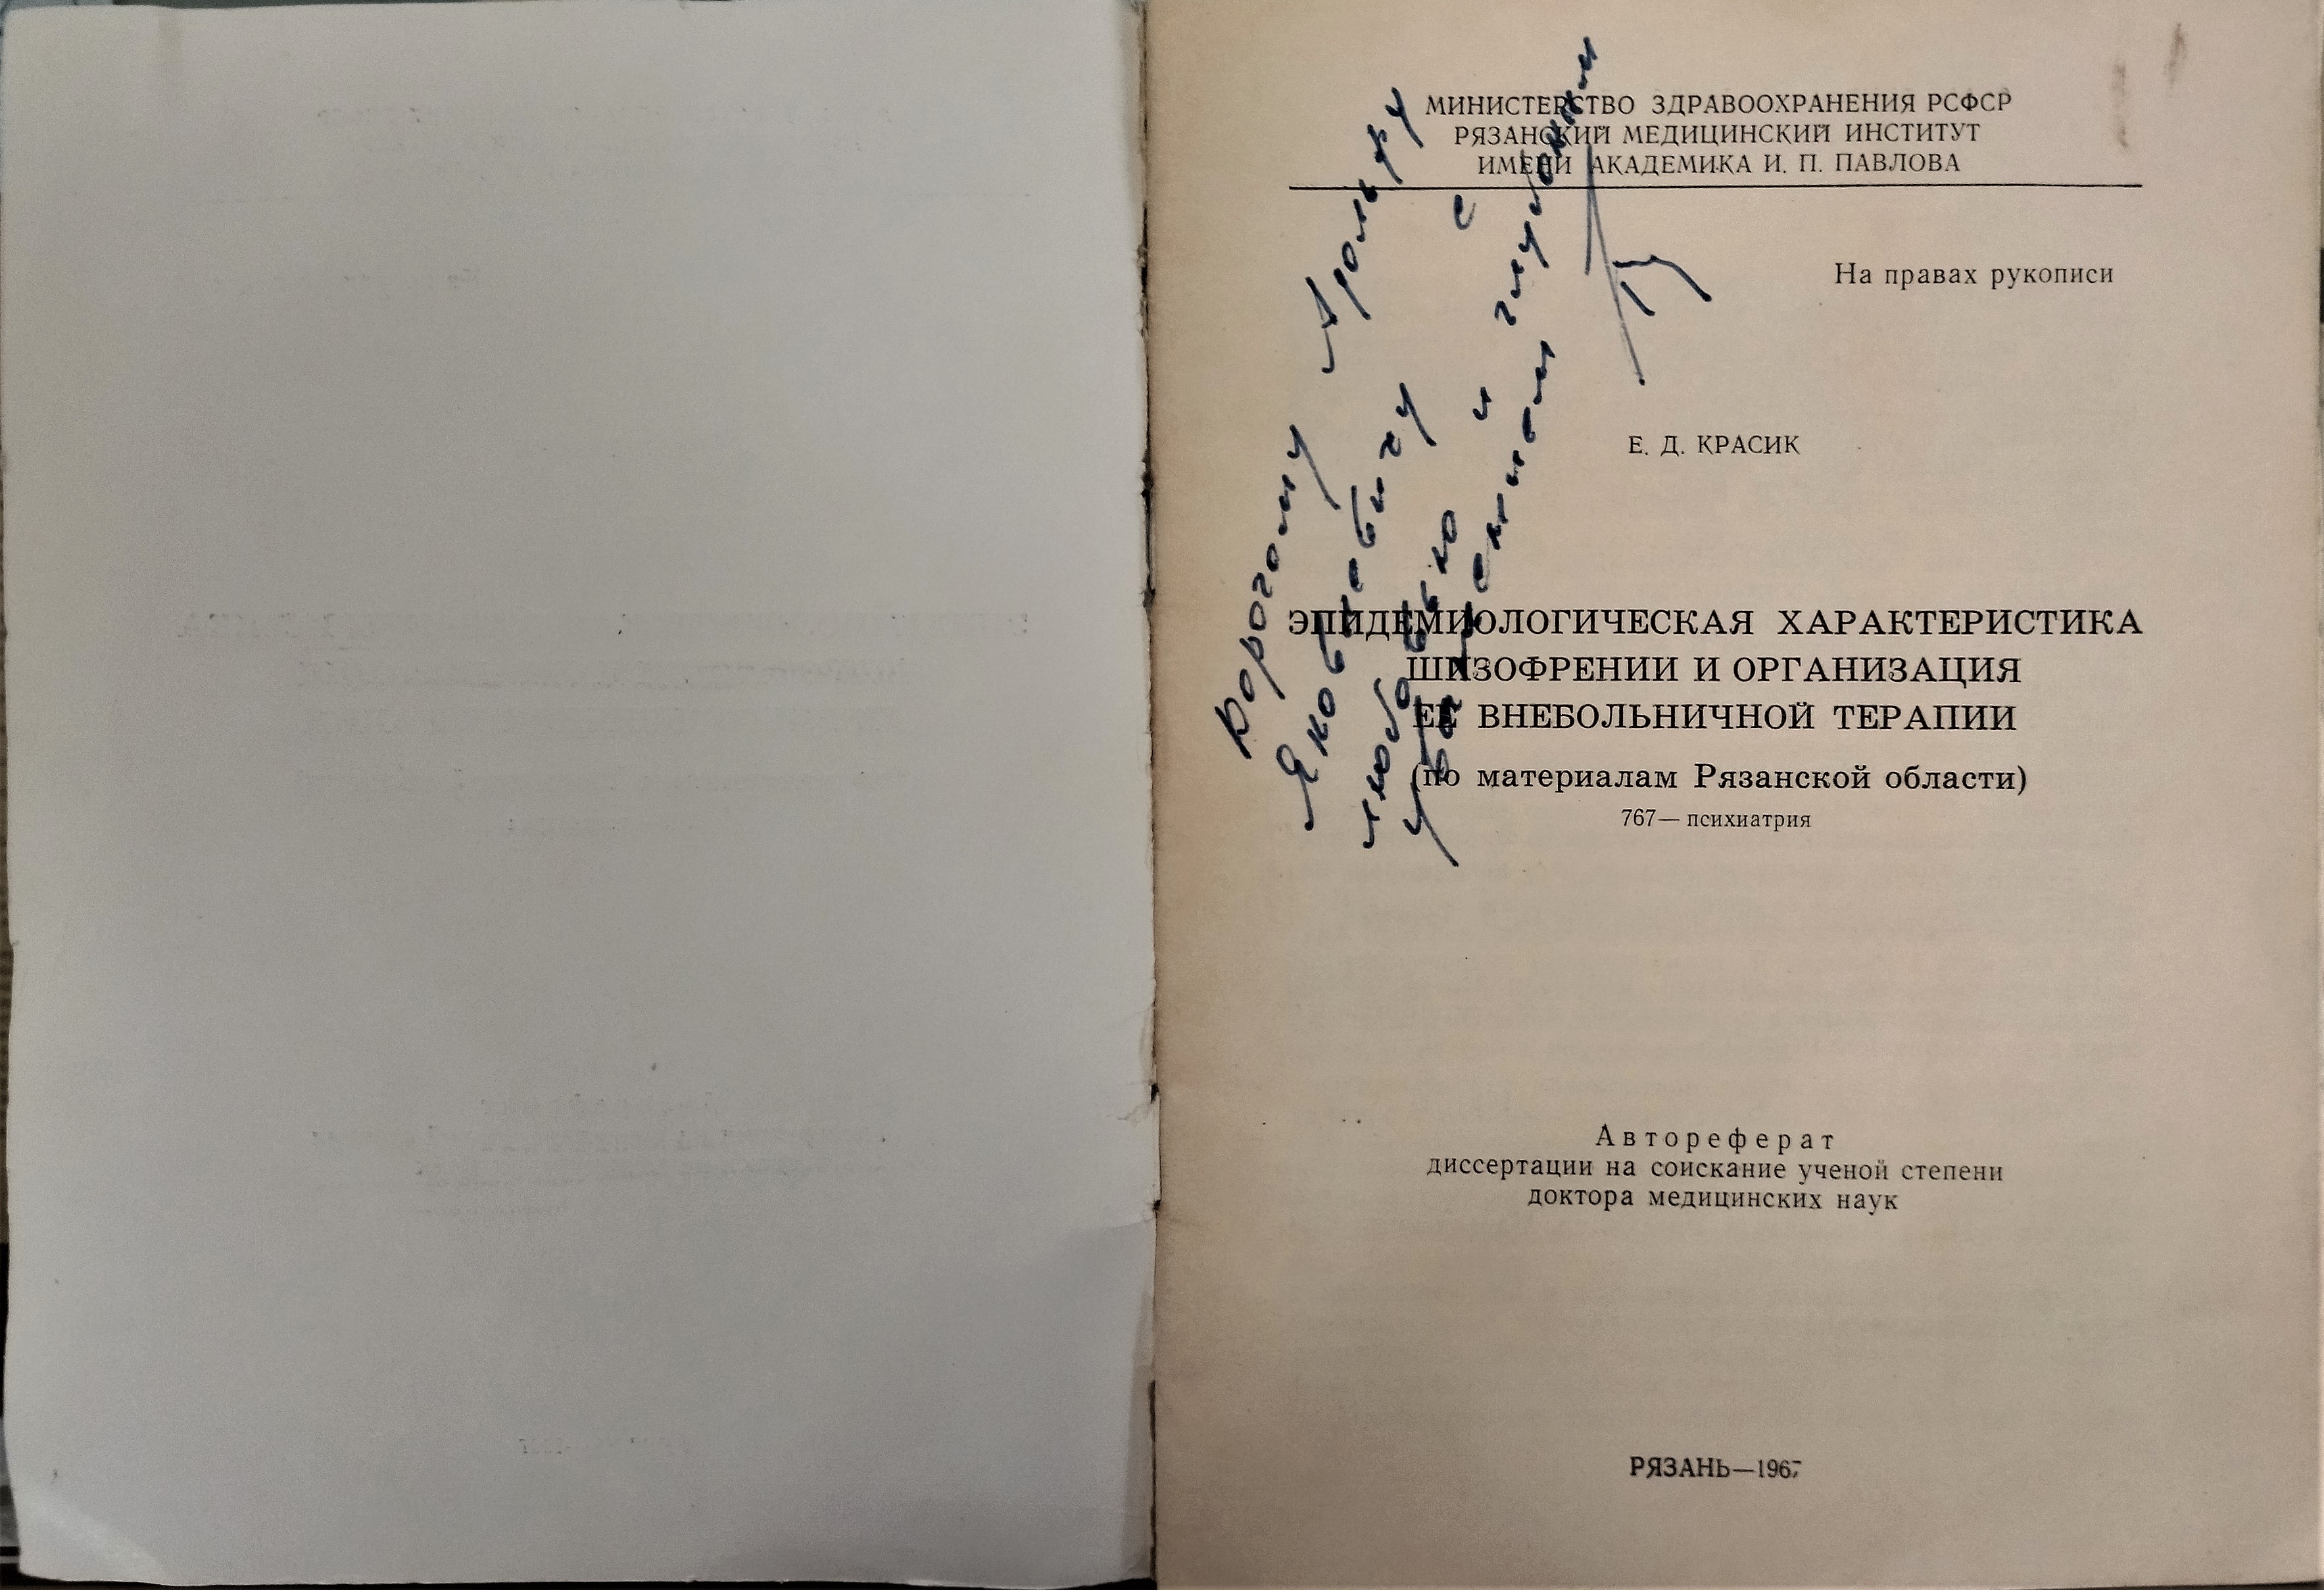 МИНИСТЕРСТВО ЗДРАВООХРАНЕНИЯ РСФСР
РЯЗАНСКИЙ МЕДИЦИНСКИЙ ИНСТИТУТ
ИМЕНИ АКАДЕМИКА И. П. ПАВЛОВА
Дорогому Адольфу
Яковлевичу с
любовью и глубоким
уважением
На правах рукописи
Е. Д. КРАСИК
ЭПИДЕМИОЛОГИЧЕСКАЯ ХАРАКТЕРИСТИКА
ШИЗОФРЕНИИ И ОРГАНИЗАЦИЯ
ЕЕ ВНЕБОЛЬНИЧНОЙ ТЕРАПИИ
(по материалам Рязанской области)
767— психиатрия
Автореферат
диссертации на соискание ученой степени
доктора медицинских наук
РЯЗАНЬ—1967